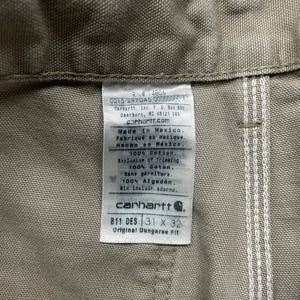 Carhartt, Inc. P.O. Box 600
Dearborn, MI 48121 USA
carhartt.com
Made in Mexico.
Fabriqué au Mexique.
Hecho en México.
100% Cotton.
Exclusive of Trimming
100% Coton.
Sans garniture.
100% Algodón.
Sin incluir adorno.
carhartt
B11 DES 31 X 32
Original Dungaree Fit